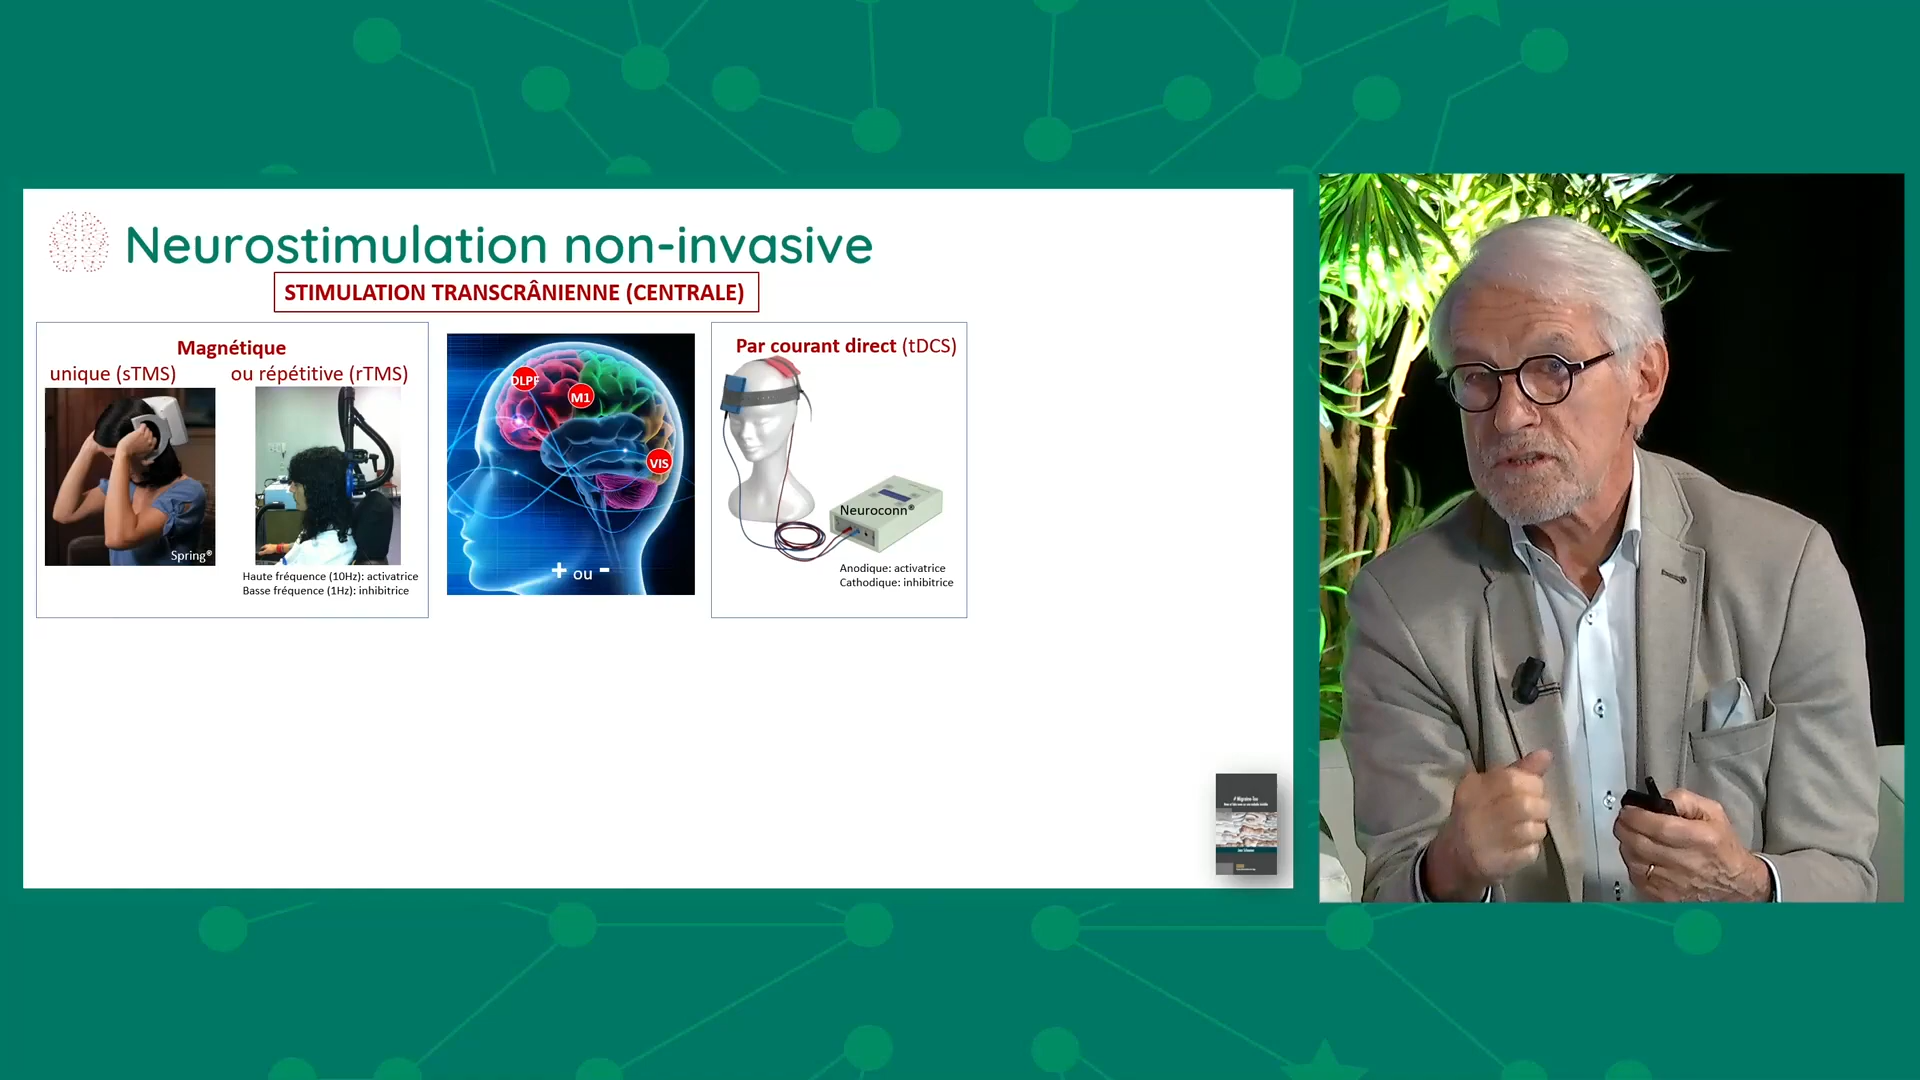 Neurostimulation non-invasive
STIMULATION TRANSCRÂNIENNE (CENTRALE)
Magnétique
unique (sTMS) ou répétitive (rTMS)
Spring®
Haute fréquence (10Hz): activatrice
Basse fréquence (1Hz): inhibitrice
DLPF
M1
VIS
+ ou -
Par courant direct (tDCS)
Neuroconn®
Anodique: activatrice
Cathodique: inhibitrice